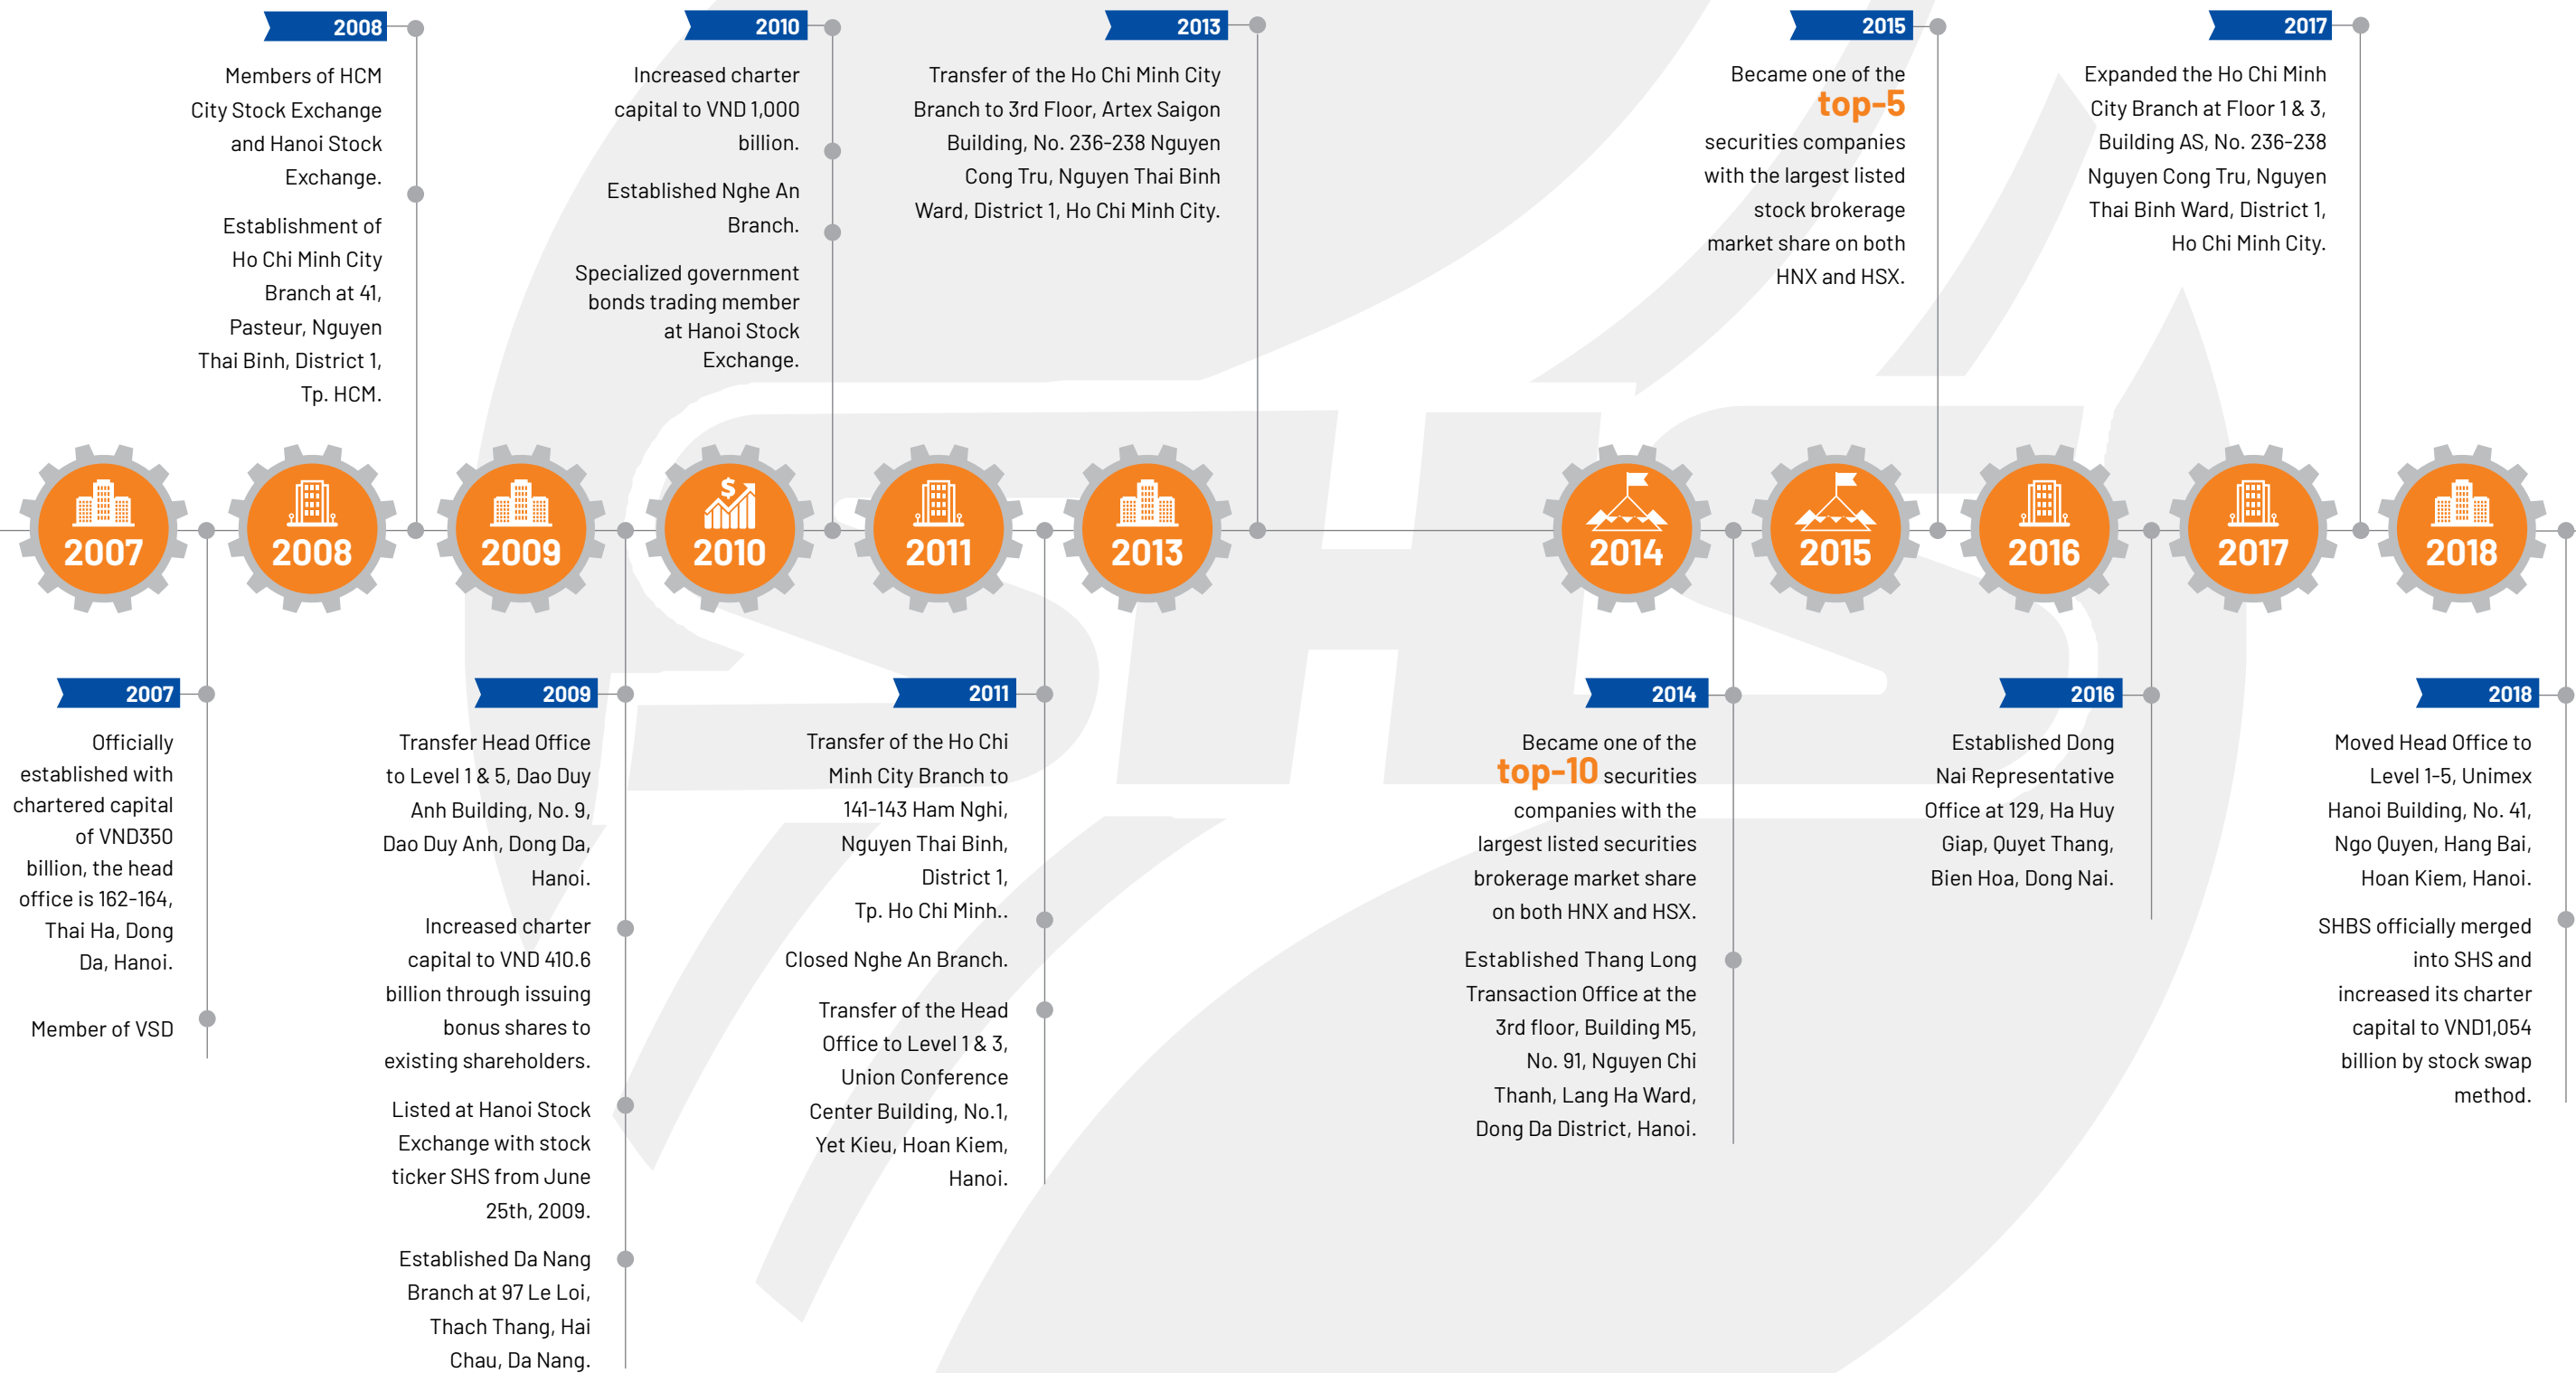 2008
Members of HCM
City Stock Exchange
and Hanoi Stock
Exchange.
Establishment of
Ho Chi Minh City
Branch at 41,
Pasteur, Nguyen
Thai Binh, District 1,
Tp. HCM.
2010
Increased charter
capital to VND 1,000
billion.
Established Nghe An
Branch.
Specialized government
bonds trading member
at Hanoi Stock
Exchange.
2013
Transfer of the Ho Chi Minh City
Branch to 3rd Floor, Artex Saigon
Building, No. 236-238 Nguyen
Cong Tru, Nguyen Thai Binh
Ward, District 1, Ho Chi Minh City.
2015
Became one of the
top-5
securities companies
with the largest listed
stock brokerage
market share on both
HNX and HSX.
2017
Expanded the Ho Chi Minh
City Branch at Floor 1 & 3,
Building AS, No. 236-238
Nguyen Cong Tru, Nguyen
Thai Binh Ward, District 1,
Ho Chi Minh City.
SHS
2007
2008
2009
$
2010
2011
2013
2014
2015
2016
2017
2018
2007
Officially
established with
chartered capital
of VND350
billion, the head
office is 162-164,
Thai Ha, Dong
Da, Hanoi.
Member of VSD
2009
Transfer Head Office
to Level 1 & 5, Dao Duy
Anh Building, No. 9,
Dao Duy Anh, Dong Da,
Hanoi.
Increased charter
capital to VND 410.6
billion through issuing
bonus shares to
existing shareholders.
Listed at Hanoi Stock
Exchange with stock
ticker SHS from June
25th, 2009.
Established Da Nang
Branch at 97 Le Loi,
Thach Thang, Hai
Chau, Da Nang.
2011
Transfer of the Ho Chi
Minh City Branch to
141-143 Ham Nghi,
Nguyen Thai Binh,
District 1,
Tp. Ho Chi Minh..
Closed Nghe An Branch.
Transfer of the Head
Office to Level 1 & 3,
Union Conference
Center Building, No.1,
Yet Kieu, Hoan Kiem,
Hanoi.
2014
Became one of the
top-10 securities
companies with the
largest listed securities
brokerage market share
on both HNX and HSX.
Established Thang Long
Transaction Office at the
3rd floor, Building M5,
No. 91, Nguyen Chi
Thanh, Lang Ha Ward,
Dong Da District, Hanoi.
2016
Established Dong
Nai Representative
Office at 129, Ha Huy
Giap, Quyet Thang,
Bien Hoa, Dong Nai.
2018
Moved Head Office to
Level 1-5, Unimex
Hanoi Building, No. 41,
Ngo Quyen, Hang Bai,
Hoan Kiem, Hanoi.
SHBS officially merged
into SHS and
increased its charter
capital to VND1,054
billion by stock swap
method.